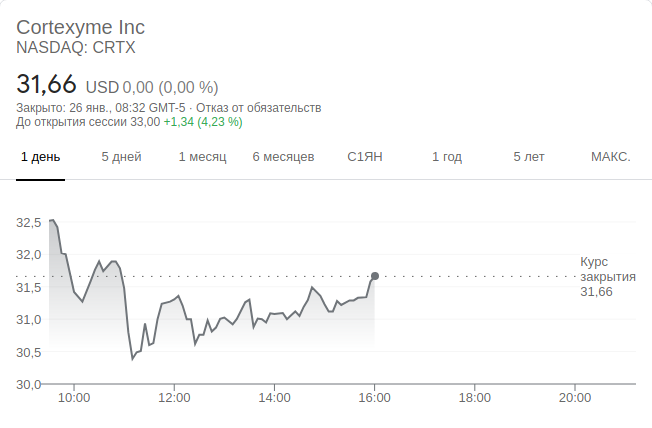 Cortexyme Inc
NASDAQ: CRTX
31,66 USD 0,00 (0,00 %)
Закрыто: 26 янв., 08:32 GMT-5 · Отказ от обязательств
До открытия сессии 33,00 +1,34 (4,23 %)
1 день 5 дней 1 месяц 6 месяцев С1ЯН 1 год 5 лет МАКС.
32,5
32,0
Курс
закрытия
31,66
31,5
31,0
30,5
30,0
10:00 12:00 14:00 16:00 18:00 20:00